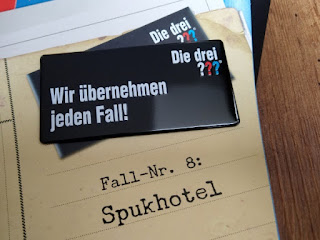 Die drei
???
Die drei
???
Wir übernehmen
jeden Fall!
Fall-Nr. 8:
Spukhotel